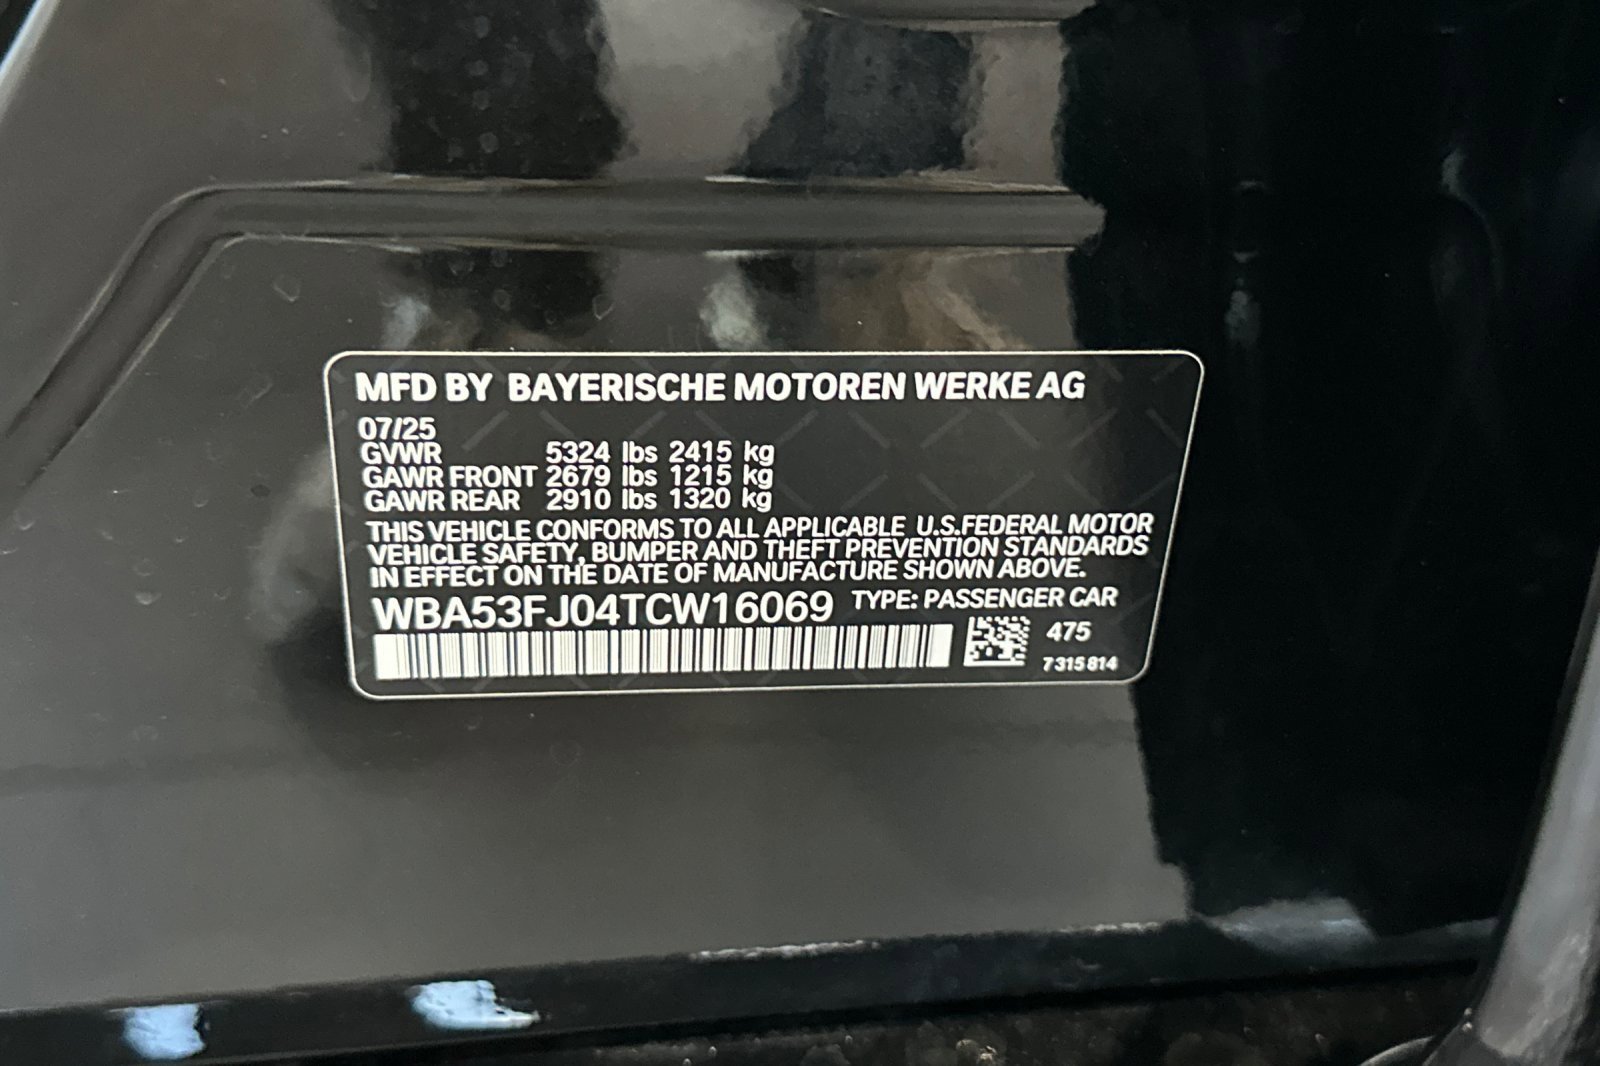 MFD BY BAYERISCHE MOTOREN WERKE AG
07/25
GVWR 5324 lbs 2415 kg
GAWR FRONT 2679 lbs 1215 kg
GAWR REAR 2910 lbs 1320 kg
THIS VEHICLE CONFORMS TO ALL APPLICABLE U.S.FEDERAL MOTOR
VEHICLE SAFETY, BUMPER AND THEFT PREVENTION STANDARDS
IN EFFECT ON THE DATE OF MANUFACTURE SHOWN ABOVE.
WBA53FJ04TCW16069 TYPE: PASSENGER CAR
475
7315814